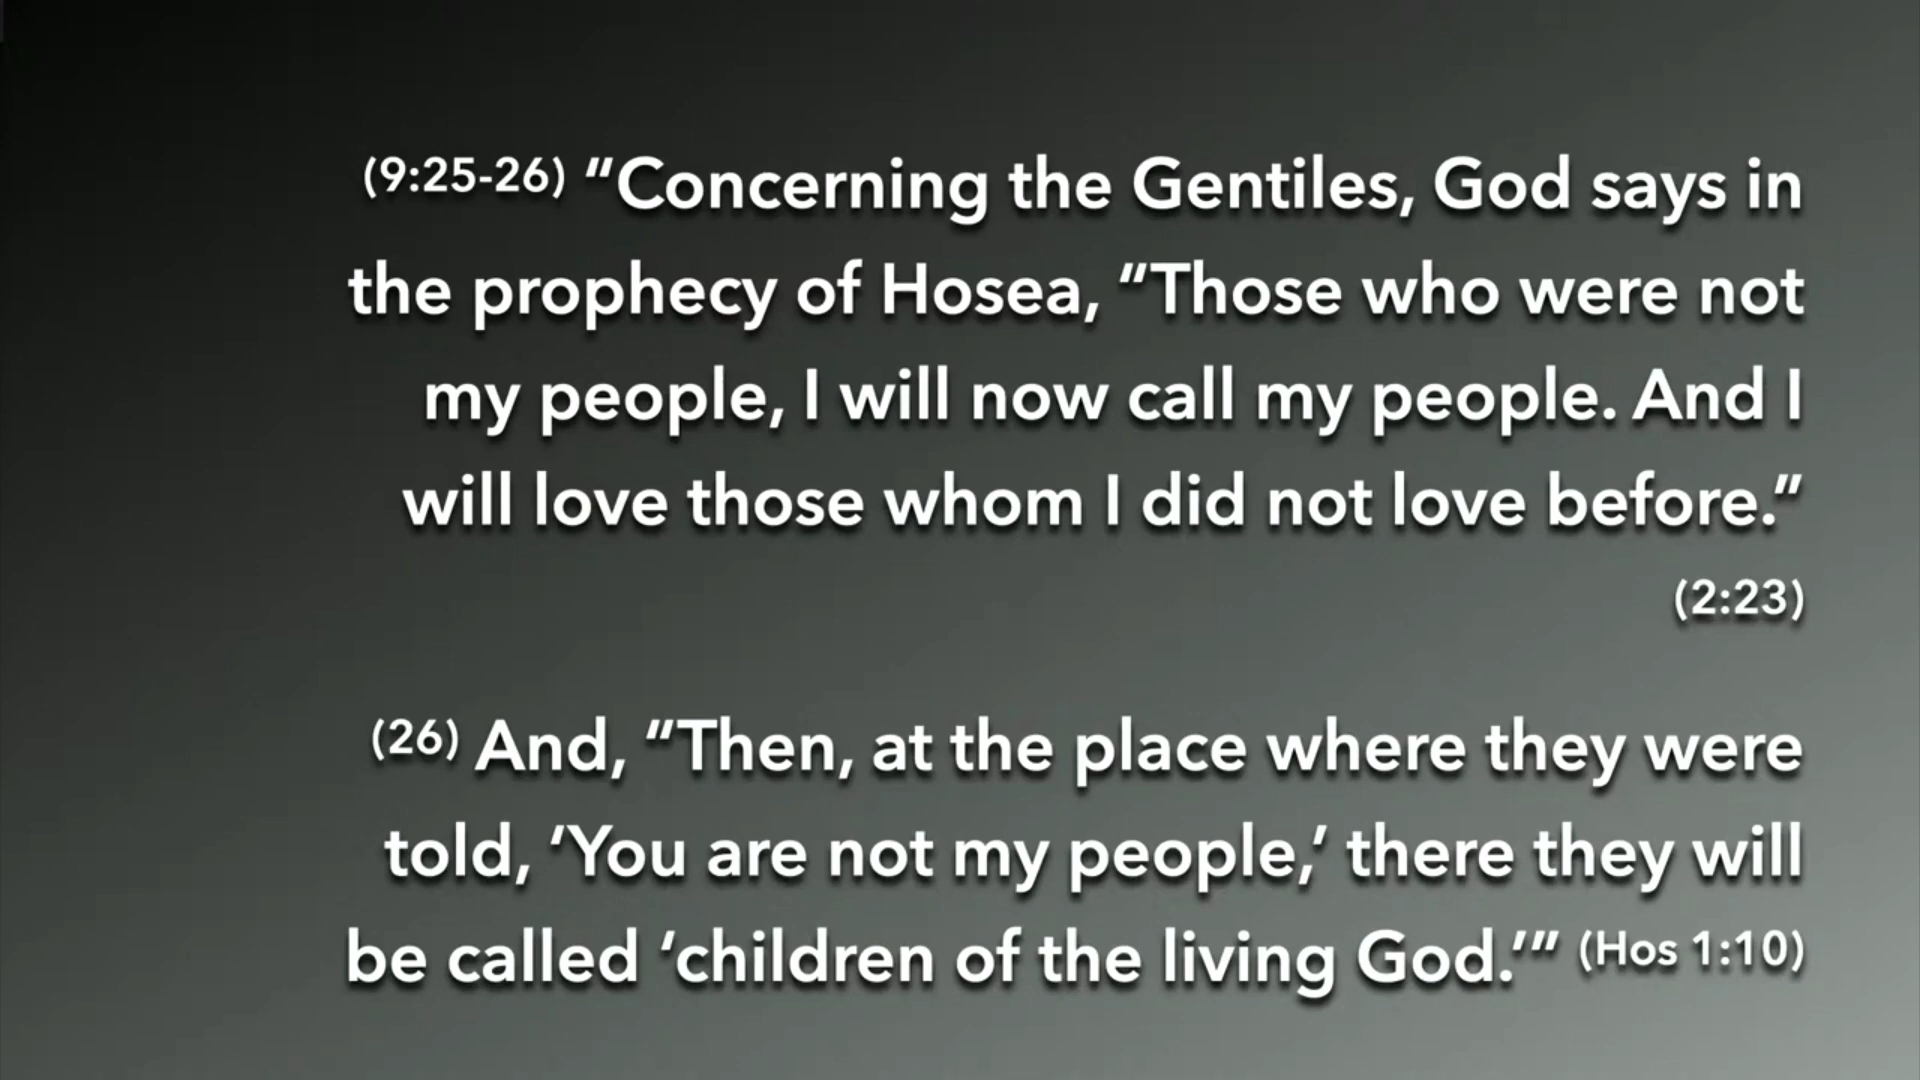 (9:25-26) “Concerning the Gentiles, God says in
the prophecy of Hosea, “Those who were not
my people, I will now call my people. And I
will love those whom I did not love before.”
(2:23)
(26) And, “Then, at the place where they were
told, ‘You are not my people,’ there they will
be called ‘children of the living God.’” (Hos 1:10)